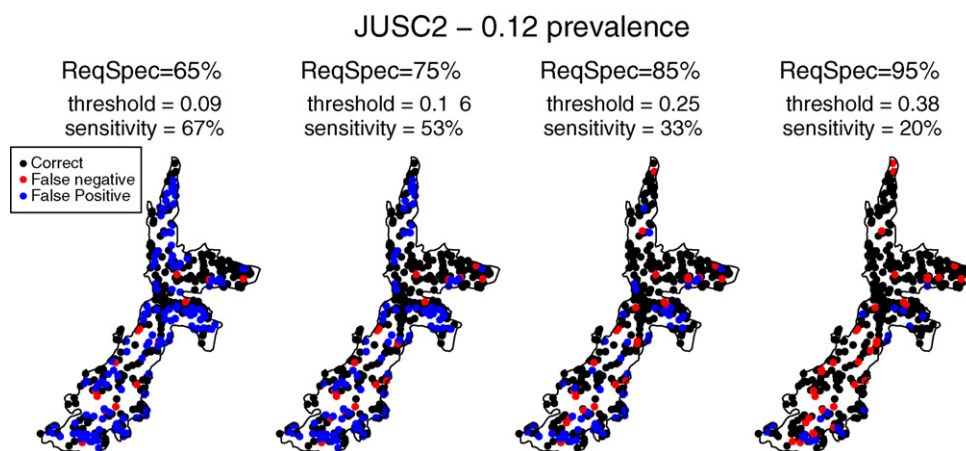 JUSC2 – 0.12 prevalence
ReqSpec=65%
threshold = 0.09
sensitivity = 67%
ReqSpec=75%
threshold = 0.1 6
sensitivity = 53%
ReqSpec=85%
threshold = 0.25
sensitivity = 33%
ReqSpec=95%
threshold = 0.38
sensitivity = 20%
Correct
False negative
False Positive